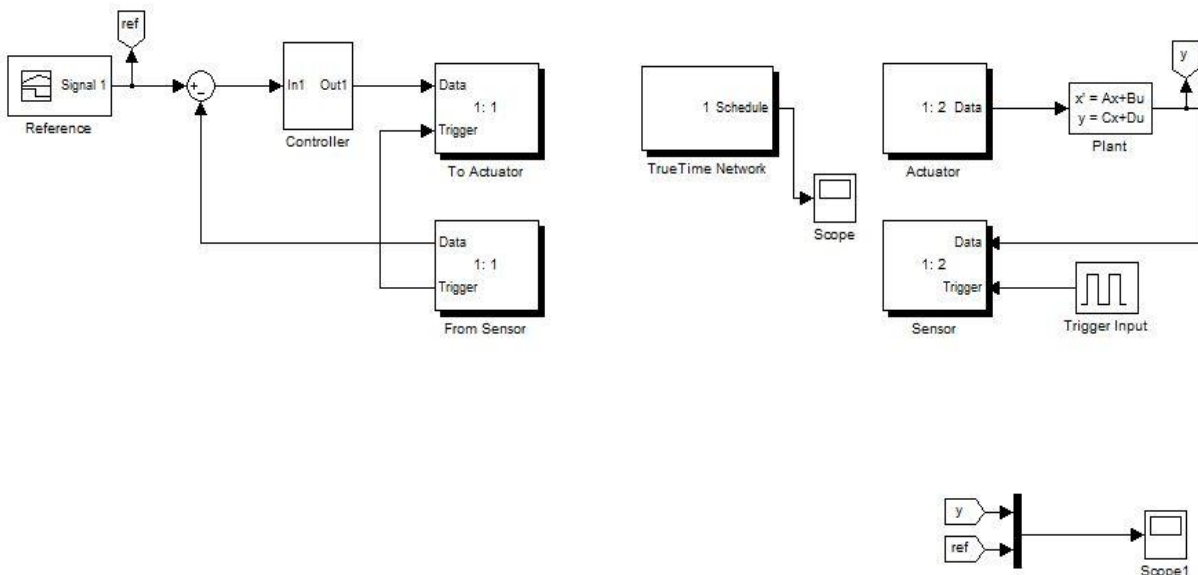 ref
Signal 1
Reference
+
-
In1 Out1
Controller
Data
1: 1
Trigger
To Actuator
Data
1: 1
Trigger
From Sensor
1 Schedule
TrueTime Network
Scope
1: 2 Data
Actuator
x' = Ax+Bu
y = Cx+Du
Plant
y
Data
1: 2
Trigger
Sensor
Trigger Input
y
ref
Scope1